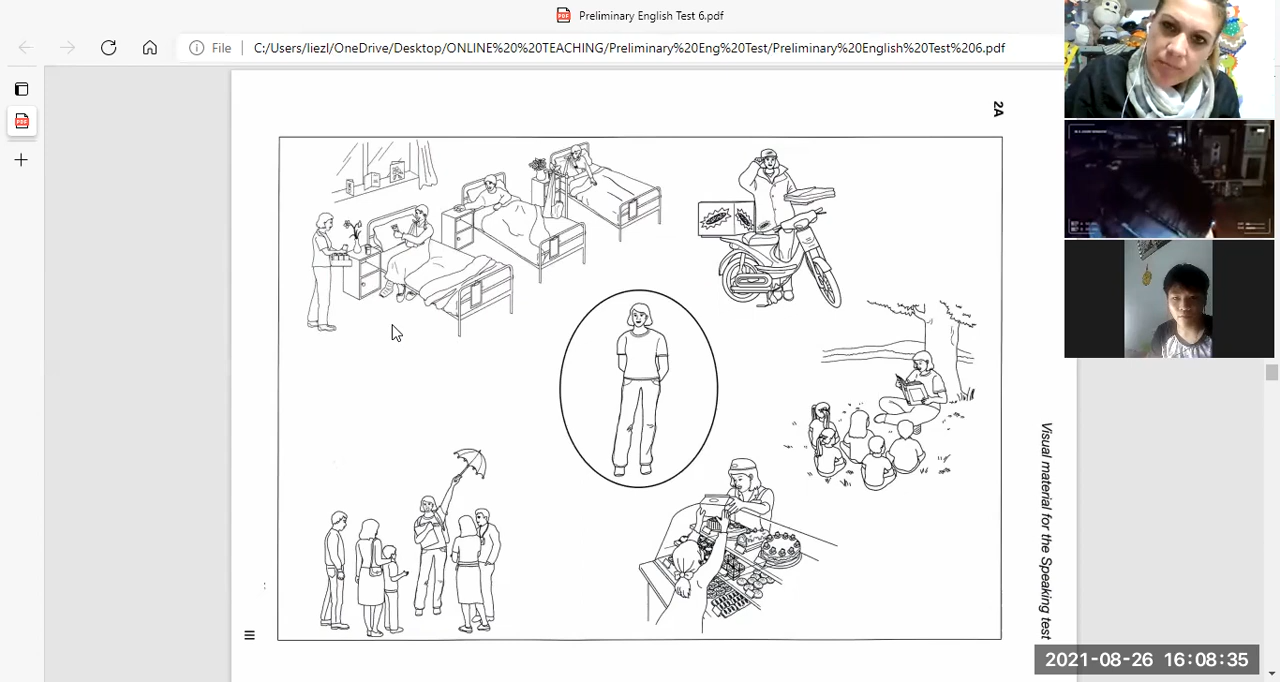 Preliminary English Test 6.pdf
File
C:/Users/liezl/OneDrive/Desktop/ONLINE%20%20TEACHING/Preliminary%20Eng%20Test/Preliminary%20English%20Test%206.pdf
2A
Visual material for the Speaking test
III
2021-08-26 16:08:35